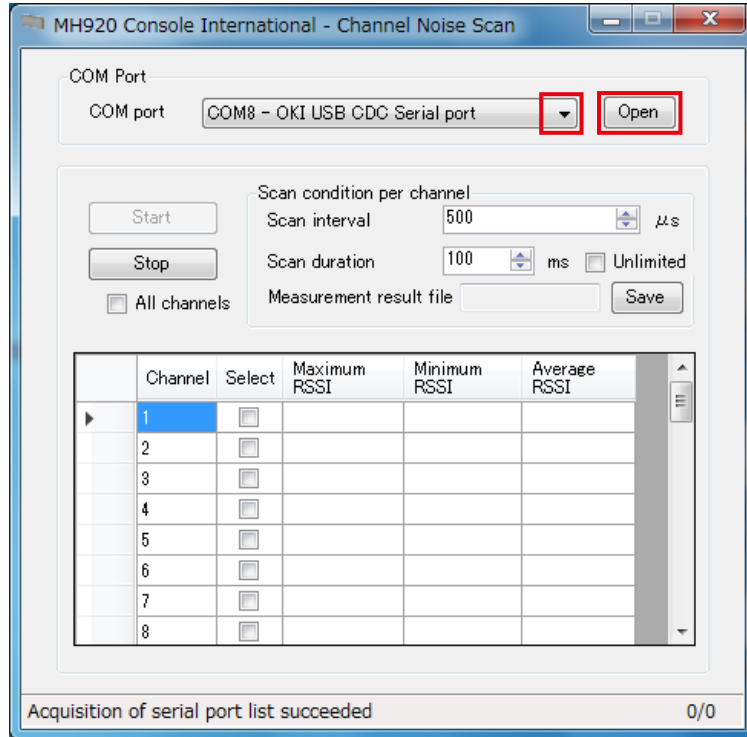 MH920 Console International - Channel Noise Scan
COM Port
COM port COM8 - OKI USB CDC Serial port Open
Scan condition per channel
Start Scan interval 500 μs
Stop Scan duration 100 ms Unlimited
All channels Measurement result file Save
Channel Select Maximum RSSI Minimum RSSI Average RSSI
1
2
3
4
5
6
7
8
Acquisition of serial port list succeeded 0/0